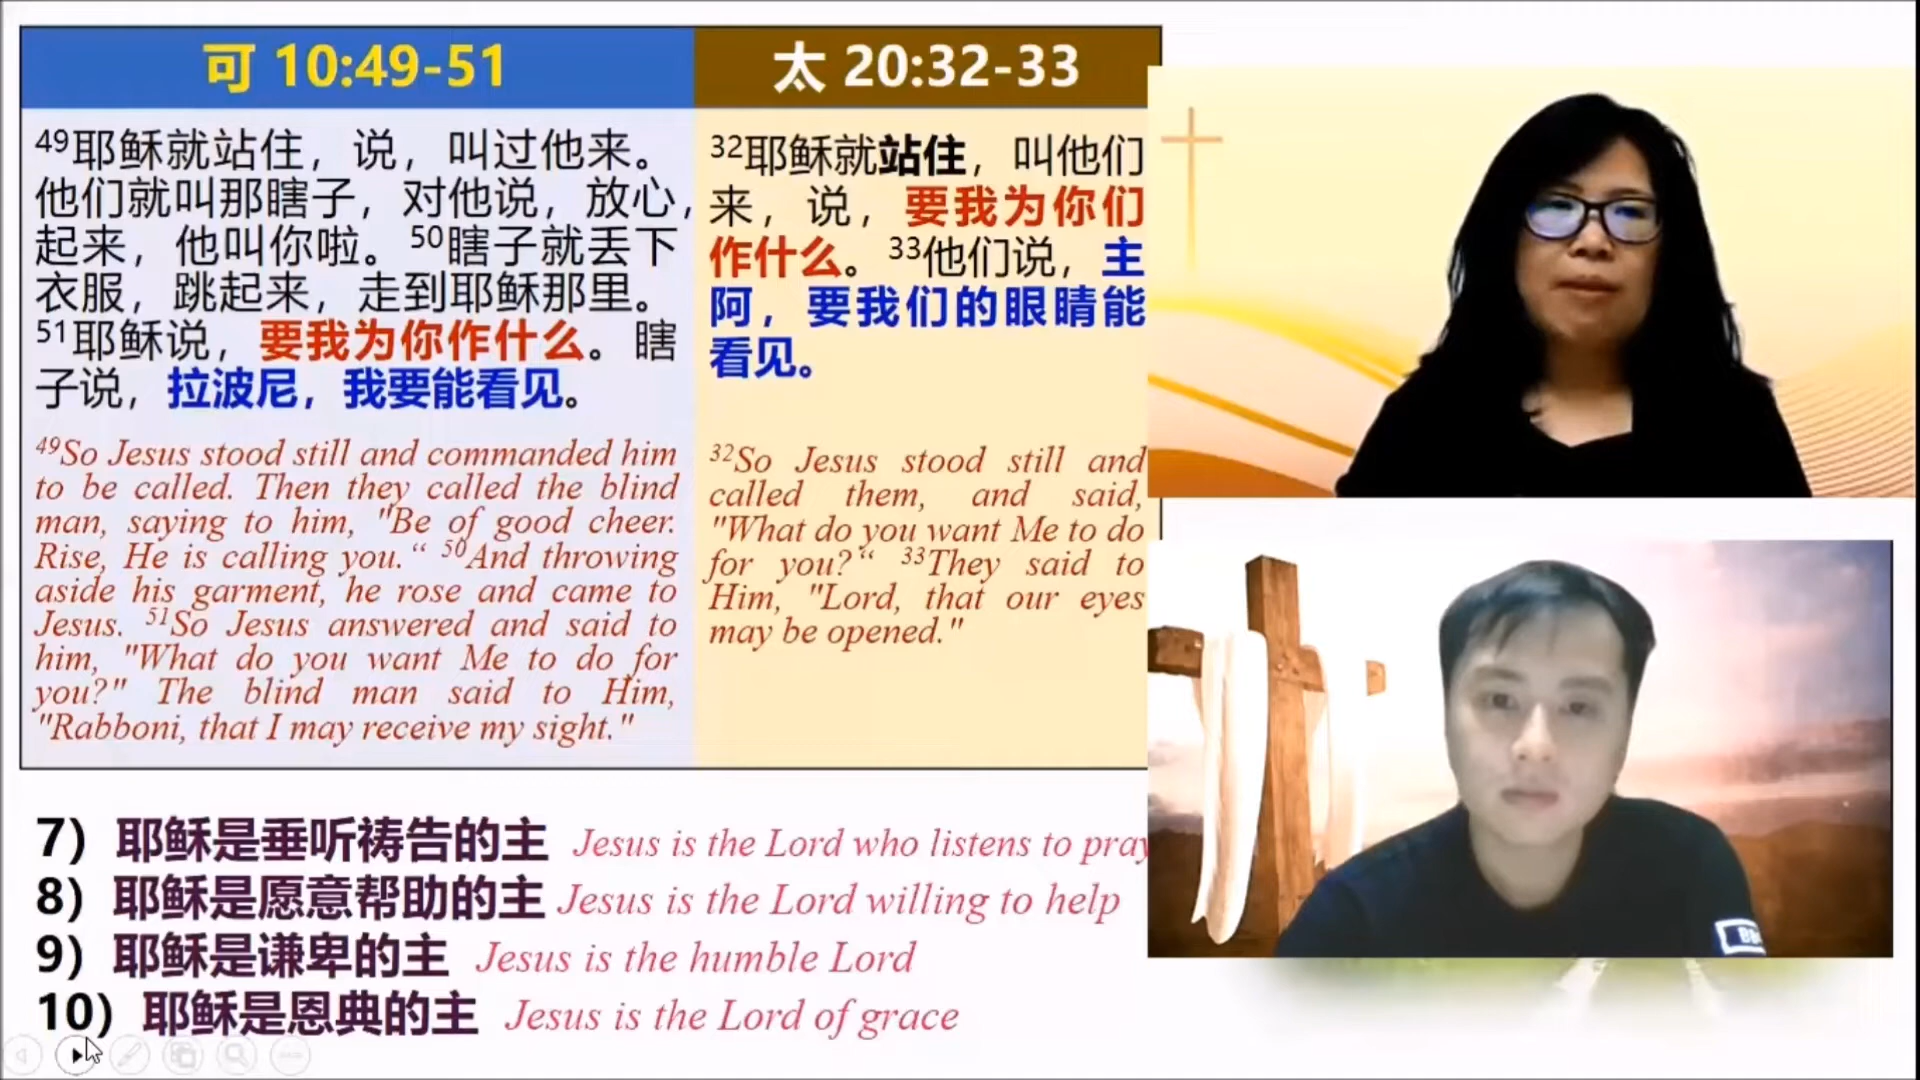 可 10:49-51
49耶稣就站住，说，叫过他来。
他们就叫那瞎子，对他说，放心，
起来，他叫你啦。50瞎子就丢下
衣服，跳起来，走到耶稣那里。
51耶稣说，要我为你作什么。瞎
子说，拉波尼，我要能看见。
49So Jesus stood still and commanded him
to be called. Then they called the blind
man, saying to him, "Be of good cheer.
Rise, He is calling you.“ 50And throwing
aside his garment, he rose and came to
Jesus. 51So Jesus answered and said to
him, "What do you want Me to do for
you?" The blind man said to Him,
"Rabboni, that I may receive my sight."
太 20:32-33
32耶稣就站住，叫他们
来，说，要我为你们
作什么。33他们说，主
阿，要我们的眼睛能
看见。
32So Jesus stood still and
called them, and said,
"What do you want Me to do
for you?“ 33They said to
Him, "Lord, that our eyes
may be opened."
7）耶稣是垂听祷告的主 Jesus is the Lord who listens to pray
8）耶稣是愿意帮助的主 Jesus is the Lord willing to help
9）耶稣是谦卑的主 Jesus is the humble Lord
10）耶稣是恩典的主 Jesus is the Lord of grace